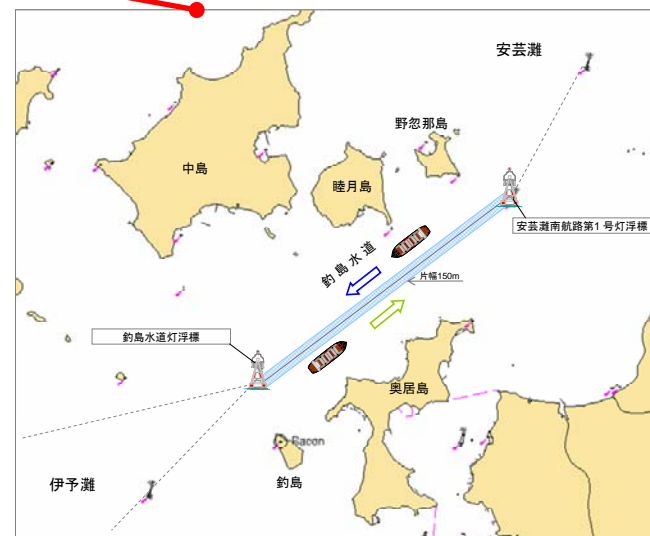 安芸灘
野忽那島
中島
睦月島
安芸灘南航路第1号灯浮標
釣島水道
片幅150m
釣島水道灯浮標
奥居島
Racon
釣島
伊予灘